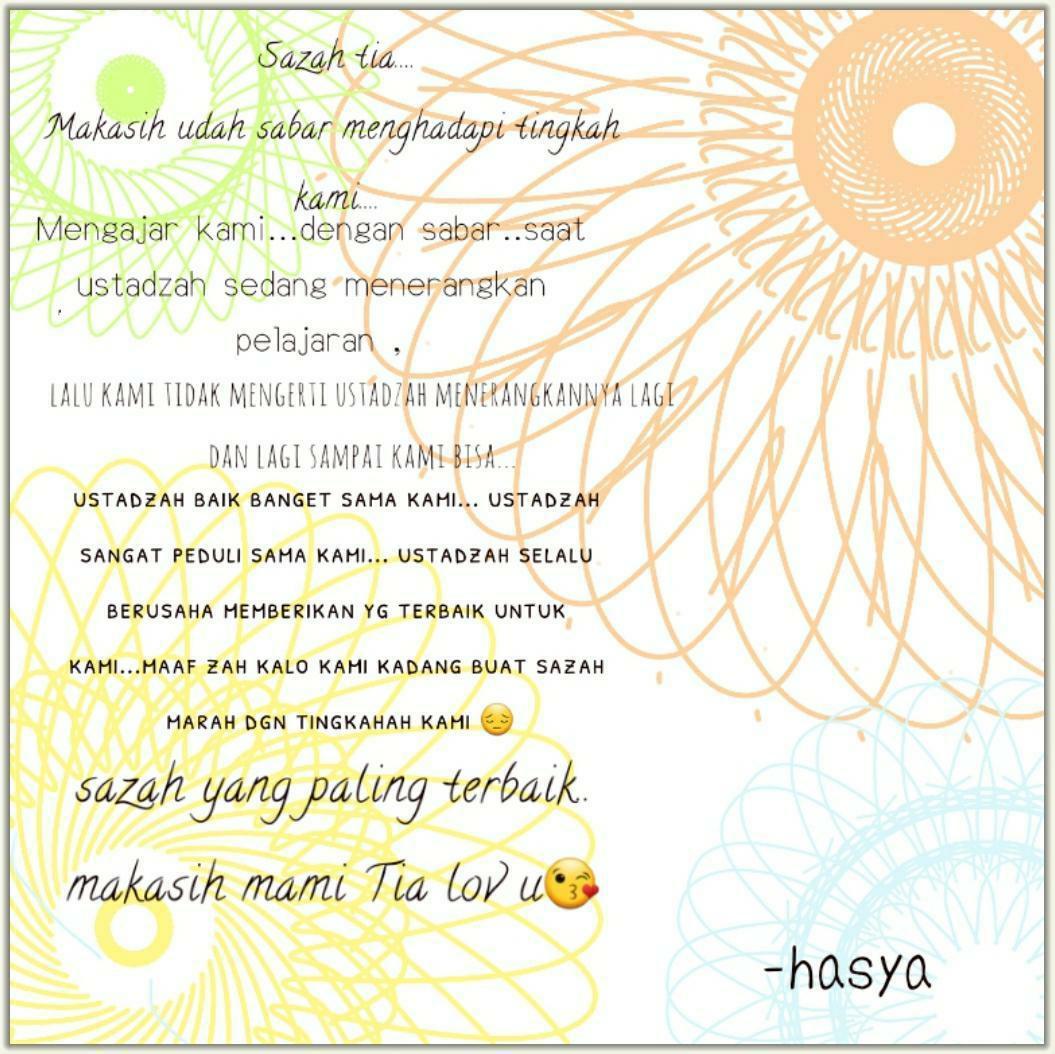 Sazah tia....
Makasih udah sabar menghadapi tingkah
kami....
Mengajar kami...dengan sabar..saat
ustadzah sedang menerangkan
pelajaran ,
LALU KAMI TIDAK MENGERTI USTADZAH MENERANGKANNYA LAGI
DAN LAGI SAMPAI KAMI BISA...
USTADZAH BAIK BANGET SAMA KAMI... USTADZAH
SANGAT PEDULI SAMA KAMI... USTADZAH SELALU
BERUSAHA MEMBERIKAN YG TERBAIK UNTUK
KAMI...MAAF ZAH KALO KAMI KADANG BUAT SAZAH
MARAH DGN TINGKAHAH KAMI 😔
sazah yang paling terbaik.
makasih mami Tia lov u😘
-hasya